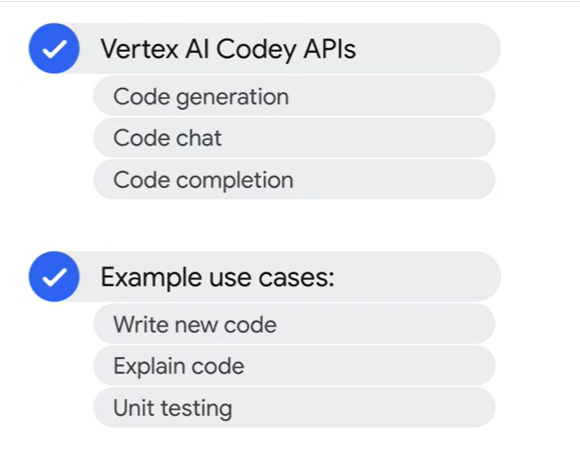 Vertex AI Codey APIs
Code generation
Code chat
Code completion
Example use cases:
Write new code
Explain code
Unit testing